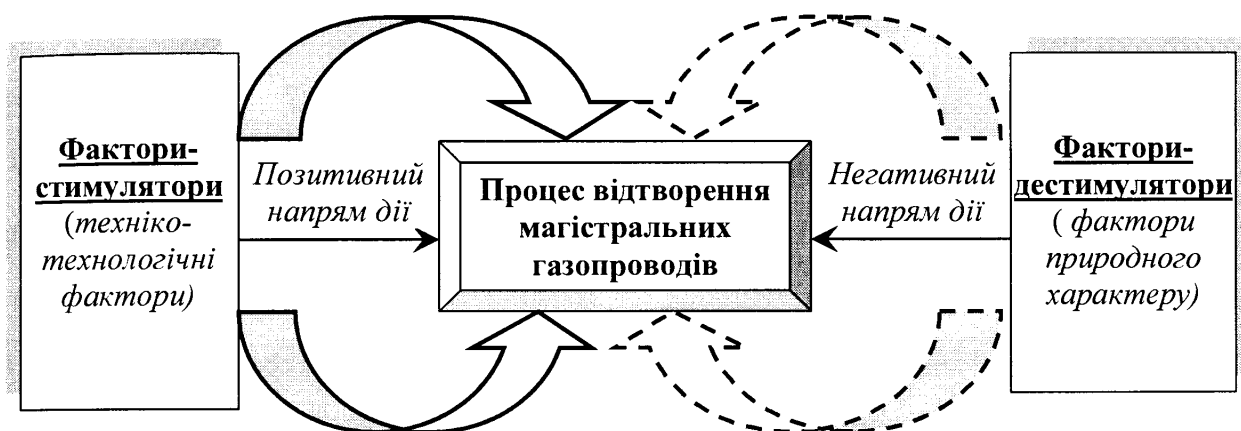 Фактори-
стимулятори
(техніко-
технологічні
фактори)
Позитивний
напрям дії
Процес відтворення
магістральних
газопроводів
Негативний
напрям дії
Фактори-
дестимулятори
( фактори
природного
характеру)